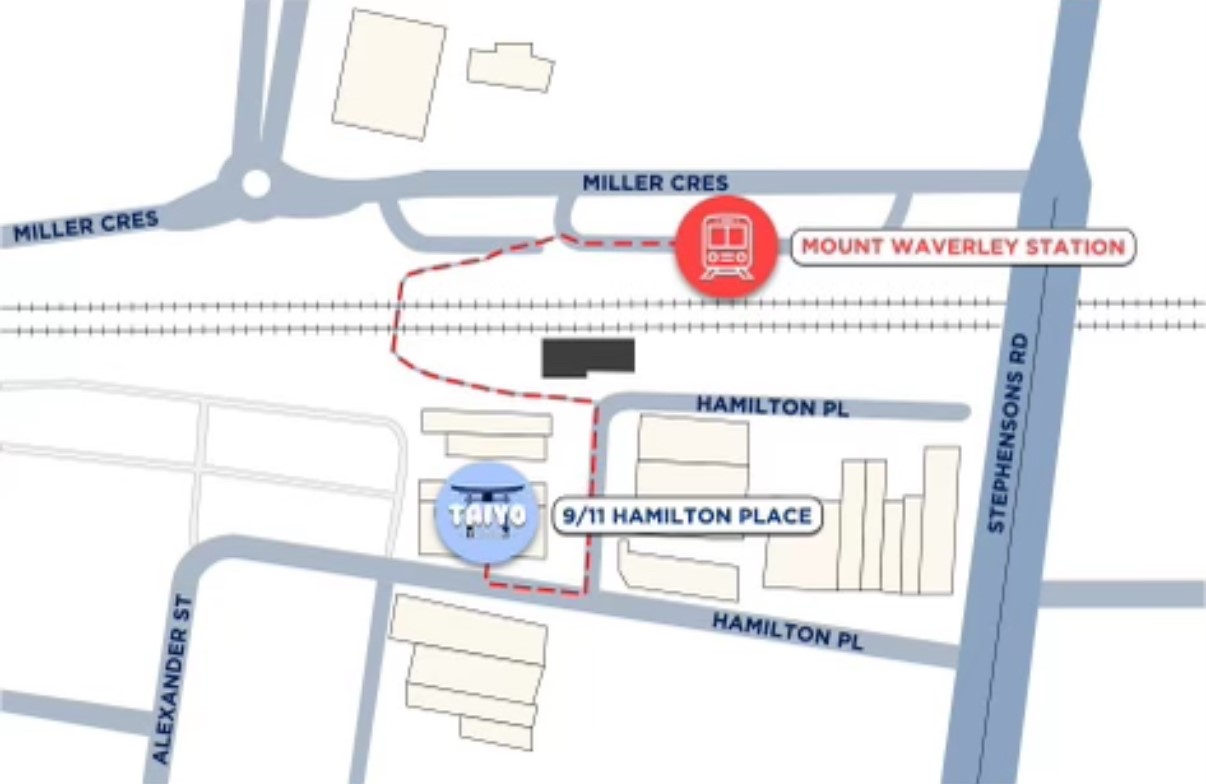 MILLER CRES
MILLER CRES
MOUNT WAVERLEY STATION
STEPHENSONS RD
HAMILTON PL
TAIYO
9/11 HAMILTON PLACE
HAMILTON PL
ALEXANDER ST